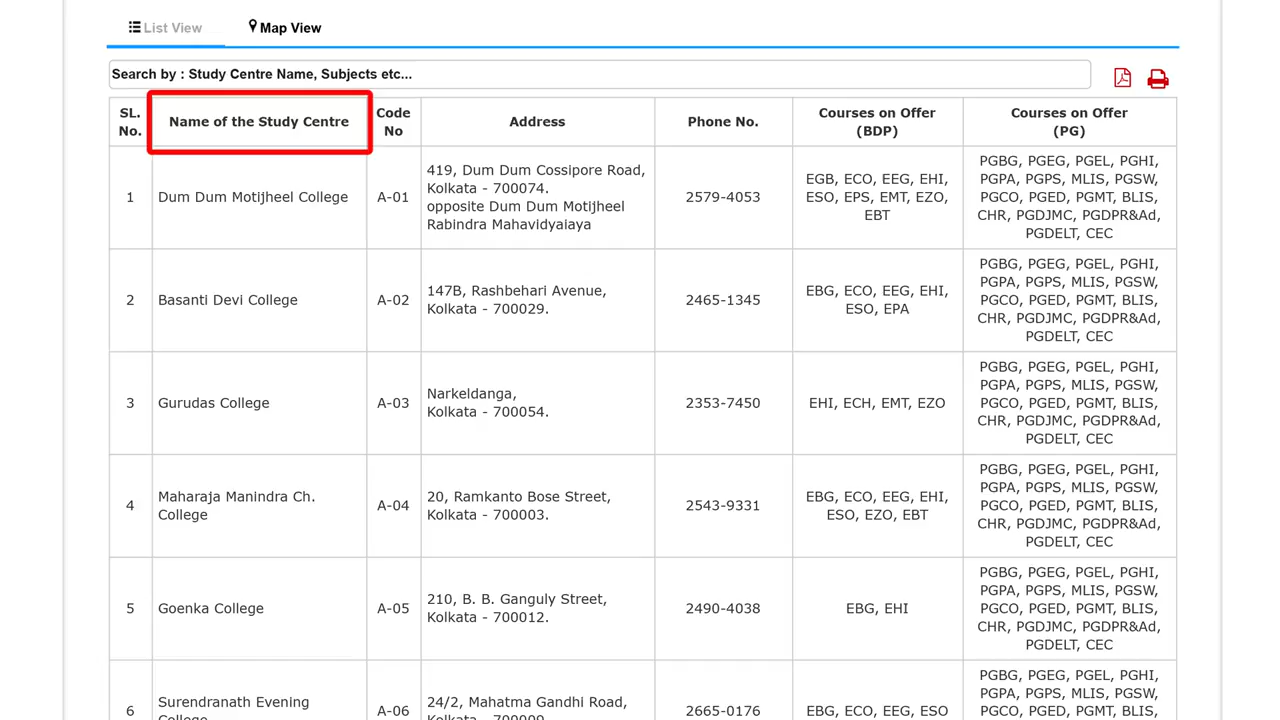 List View
Map View
Search by : Study Centre Name, Subjects etc...
SL.
No.
Name of the Study Centre
Code
No
Address
Phone No.
Courses on Offer
(BDP)
Courses on Offer
(PG)
1
Dum Dum Motijheel College
A-01
419, Dum Dum Cossipore Road,
Kolkata - 700074.
opposite Dum Dum Motijheel
Rabindra Mahavidyaiaya
2579-4053
EGB, ECO, EEG, EHI,
ESO, EPS, EMT, EZO,
EBT
PGBG, PGEG, PGEL, PGHI,
PGPA, PGPS, MLIS, PGSW,
PGCO, PGED, PGMT, BLIS,
CHR, PGDJMC, PGDPR&Ad,
PGDELT, CEC
2
Basanti Devi College
A-02
147B, Rashbehari Avenue,
Kolkata - 700029.
2465-1345
EBG, ECO, EEG, EHI,
ESO, EPA
PGBG, PGEG, PGEL, PGHI,
PGPA, PGPS, MLIS, PGSW,
PGCO, PGED, PGMT, BLIS,
CHR, PGDJMC, PGDPR&Ad,
PGDELT, CEC
3
Gurudas College
A-03
Narkeldanga,
Kolkata - 700054.
2353-7450
EHI, ECH, EMT, EZO
PGBG, PGEG, PGEL, PGHI,
PGPA, PGPS, MLIS, PGSW,
PGCO, PGED, PGMT, BLIS,
CHR, PGDJMC, PGDPR&Ad,
PGDELT, CEC
4
Maharaja Manindra Ch.
College
A-04
20, Ramkanto Bose Street,
Kolkata - 700003.
2543-9331
EBG, ECO, EEG, EHI,
ESO, EZO, EBT
PGBG, PGEG, PGEL, PGHI,
PGPA, PGPS, MLIS, PGSW,
PGCO, PGED, PGMT, BLIS,
CHR, PGDJMC, PGDPR&Ad,
PGDELT, CEC
5
Goenka College
A-05
210, B. B. Ganguly Street,
Kolkata - 700012.
2490-4038
EBG, EHI
PGBG, PGEG, PGEL, PGHI,
PGPA, PGPS, MLIS, PGSW,
PGCO, PGED, PGMT, BLIS,
CHR, PGDJMC, PGDPR&Ad,
PGDELT, CEC
6
Surendranath Evening
College
A-06
24/2, Mahatma Gandhi Road,
Kolkata - 700009.
2665-0176
EBG, ECO, EEG, ESO
PGBG, PGEG, PGEL, PGHI,
PGPA, PGPS, MLIS, PGSW,
PGCO, PGED, PGMT, BLIS,